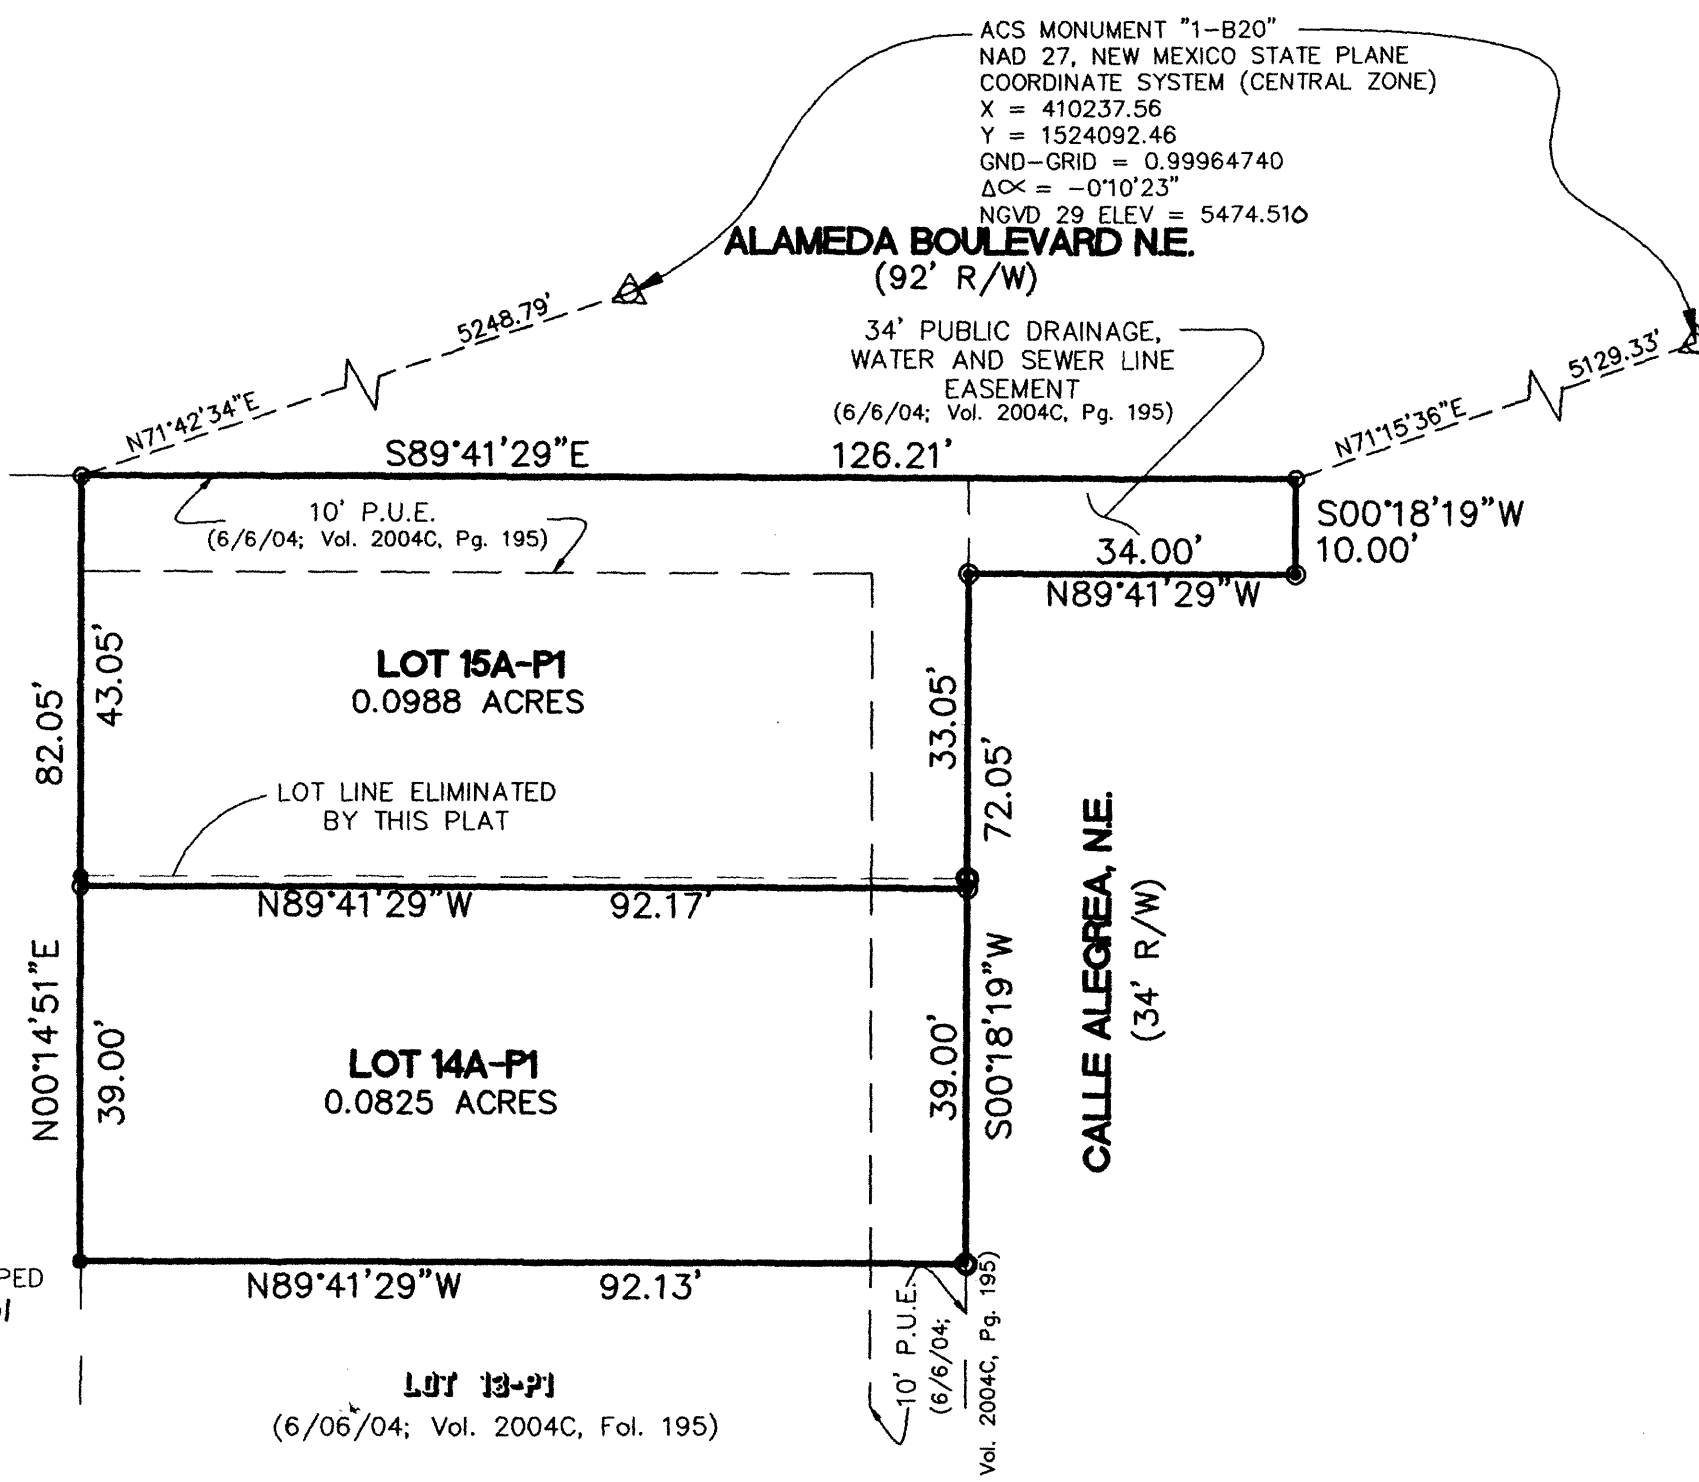 ACS MONUMENT "1-B20"
NAD 27, NEW MEXICO STATE PLANE
COORDINATE SYSTEM (CENTRAL ZONE)
X = 410237.56
Y = 1524092.46
GND-GRID = 0.99964740
Δ∝ = -0°10'23"
NGVD 29 ELEV = 5474.510
ALAMEDA BOULEVARD N.E.
(92' R/W)
5248.79'
N71°42'34"E
34' PUBLIC DRAINAGE,
WATER AND SEWER LINE
EASEMENT
(6/6/04; Vol. 2004C, Pg. 195)
5129.33'
N71°15'36"E
S89°41'29"E 126.21'
10' P.U.E.
(6/6/04; Vol. 2004C, Pg. 195)
S00°18'19"W
10.00'
34.00'
N89°41'29"W
43.05'
82.05'
LOT 15A-P1
0.0988 ACRES
33.05'
72.05'
LOT LINE ELIMINATED
BY THIS PLAT
N89°41'29"W 92.17'
N00°14'51"E
39.00'
LOT 14A-P1
0.0825 ACRES
39.00'
S00°18'19"W
CALLE ALEGREA, N.E.
(34' R/W)
N89°41'29"W 92.13'
PED
10' P.U.E.
(6/6/04;
Vol. 2004C, Pg. 195)
LOT 13-P1
(6/06/04; Vol. 2004C, Fol. 195)